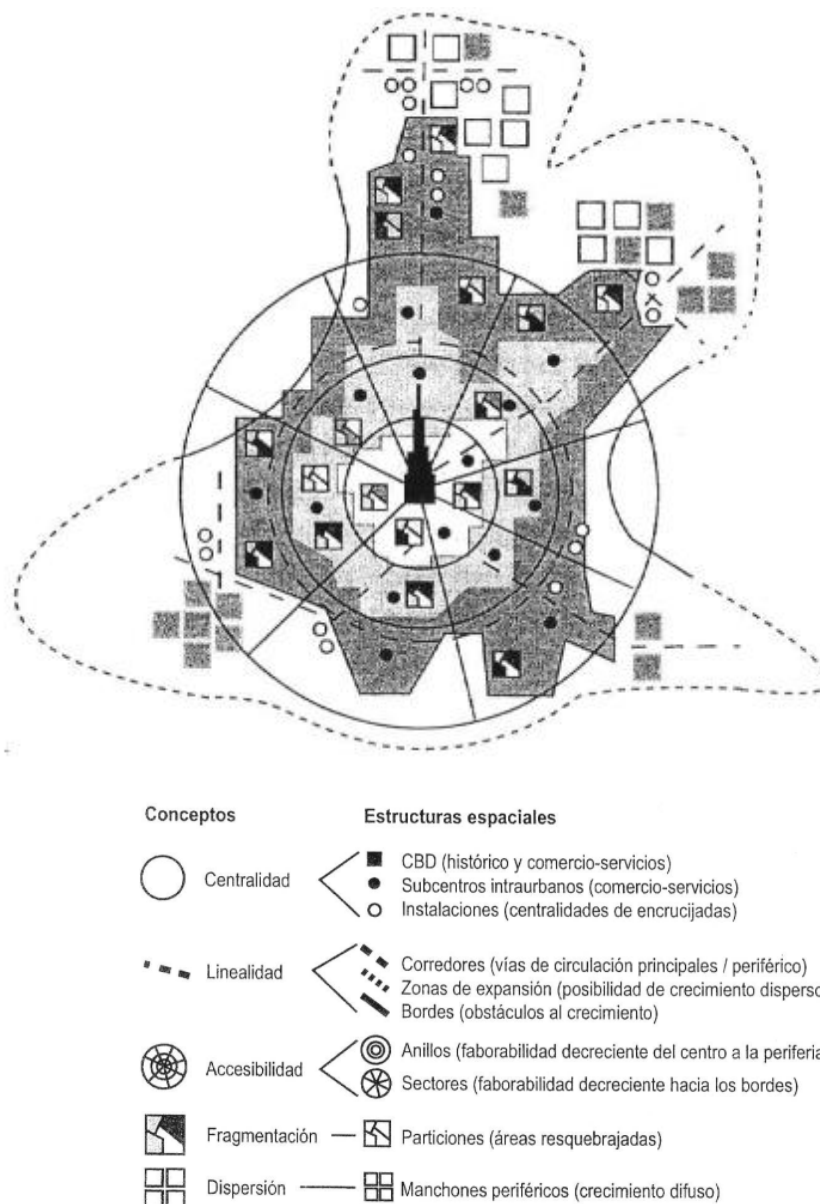 Conceptos Estructuras espaciales
Centralidad
CBD (histórico y comercio-servicios)
Subcentros intraurbanos (comercio-servicios)
Instalaciones (centralidades de encrucijadas)
Linealidad
Corredores (vías de circulación principales / periférico)
Zonas de expansión (posibilidad de crecimiento disperso
Bordes (obstáculos al crecimiento)
Accesibilidad
Anillos (faborabilidad decreciente del centro a la periferia
Sectores (faborabilidad decreciente hacia los bordes)
Fragmentación Particiones (áreas resquebrajadas)
Dispersión Manchones periféricos (crecimiento difuso)